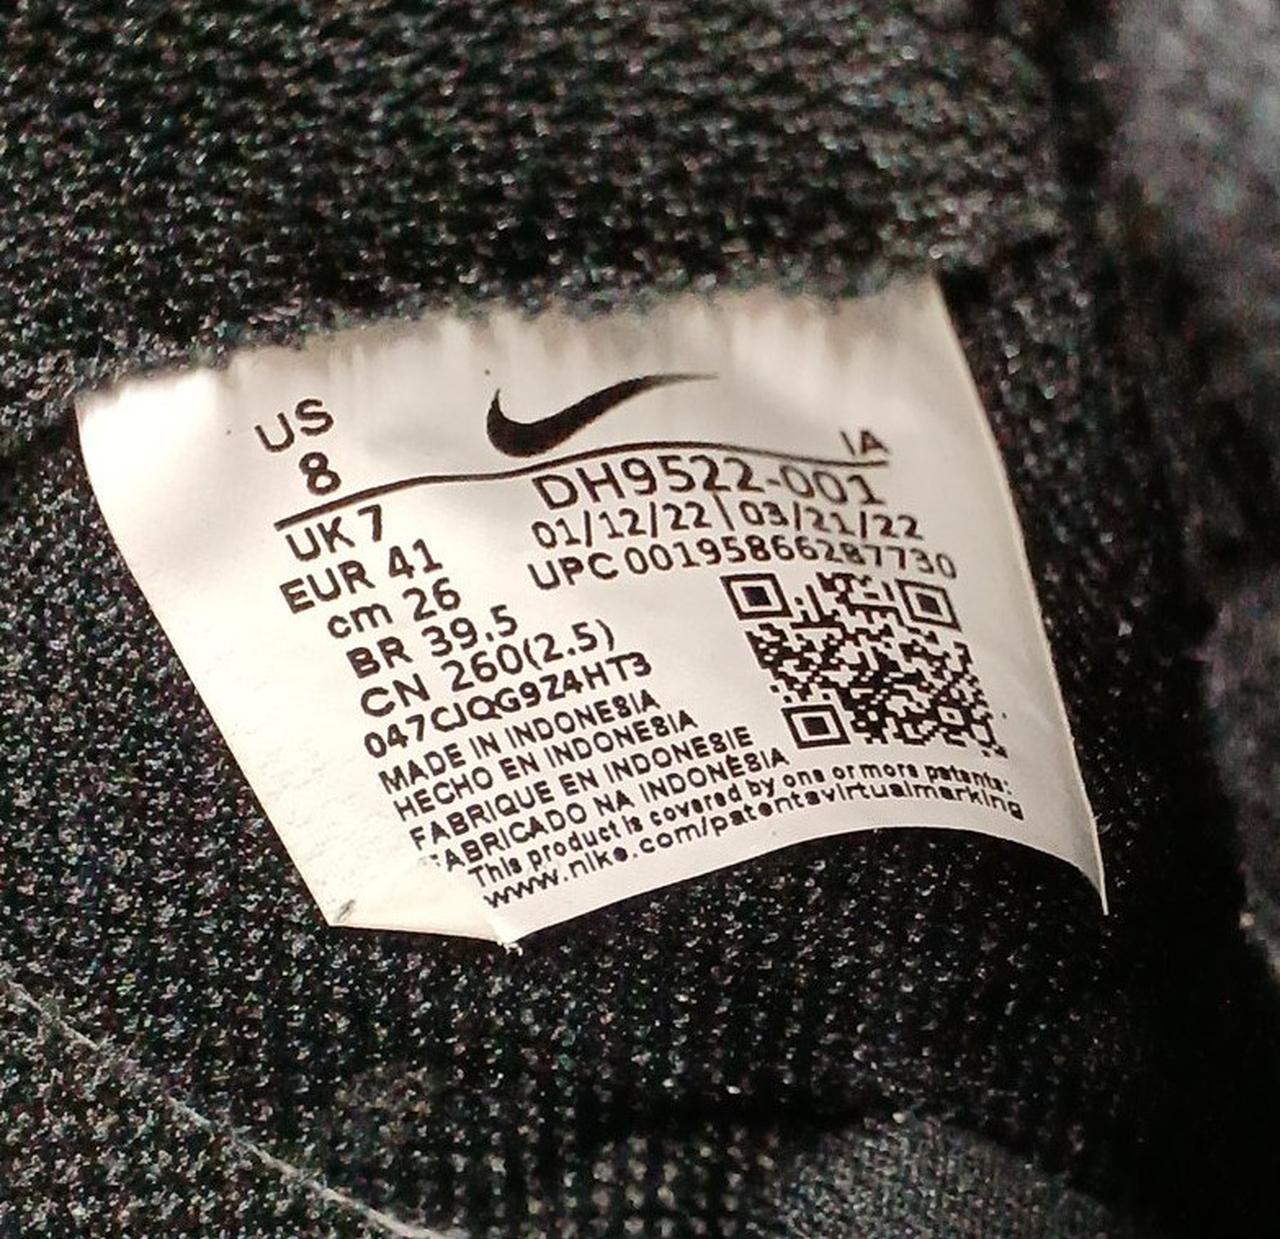 US
8
IA
DH9522-001
01/12/22 | 03/21/22
UPC 00195866287730
UK 7
EUR 41
cm 26
BR 39.5
CN 260(2.5)
047CJQG9Z4HT3
MADE IN INDONESIA
HECHO EN INDONESIA
FABRIQUE EN INDONESIE
FABRICADO NA INDONÉSIA
This product is covered by one or more patents:
www.nike.com/patentsvirtualmarking